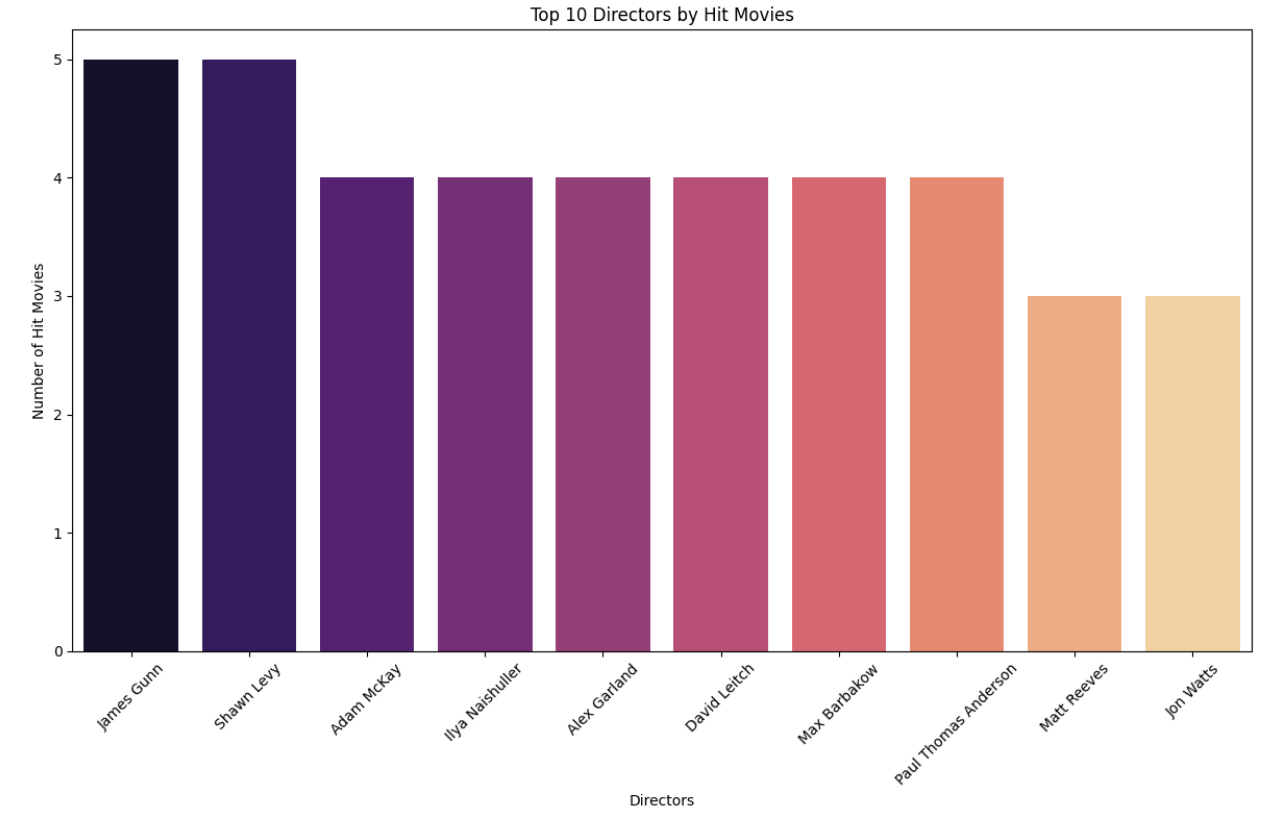 Top 10 Directors by Hit Movies
Number of Hit Movies
5
4
3
2
1
0
James Gunn
Shawn Levy
Adam McKay
Ilya Naishuller
Alex Garland
David Leitch
Max Barbakow
Paul Thomas Anderson
Matt Reeves
Jon Watts
Directors